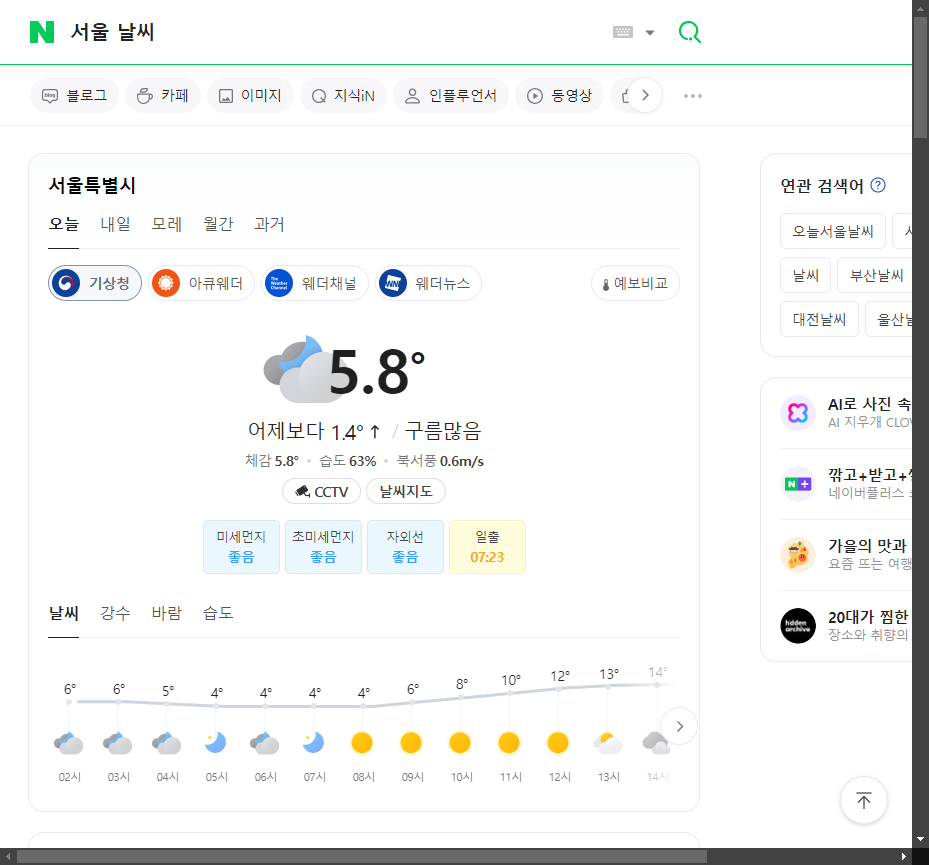 서울 날씨
블로그 카페 이미지 지식iN 인플루언서 동영상
서울특별시
오늘 내일 모레 월간 과거
기상청 아큐웨더 The Weather Channel 웨더채널 WNI 웨더뉴스 예보비교
5.8°
어제보다 1.4° ↑ / 구름많음
체감 5.8° 습도 63% 북서풍 0.6m/s
CCTV 날씨지도
미세먼지 초미세먼지 자외선 일출
좋음 좋음 좋음 07:23
날씨 강수 바람 습도
6° 6° 5° 4° 4° 4° 4° 6° 8° 10° 12° 13° 14°
02시 03시 04시 05시 06시 07시 08시 09시 10시 11시 12시 13시 14시
연관 검색어 ?
오늘서울날씨
날씨 부산날씨
대전날씨
AI로 사진 속
AI 지우개 CLOV
N+
깎고+받고+
네이버플러스
가을의 맛과
요즘 뜨는 여행
hidden archive
20대가 찜한
장소와 취향의